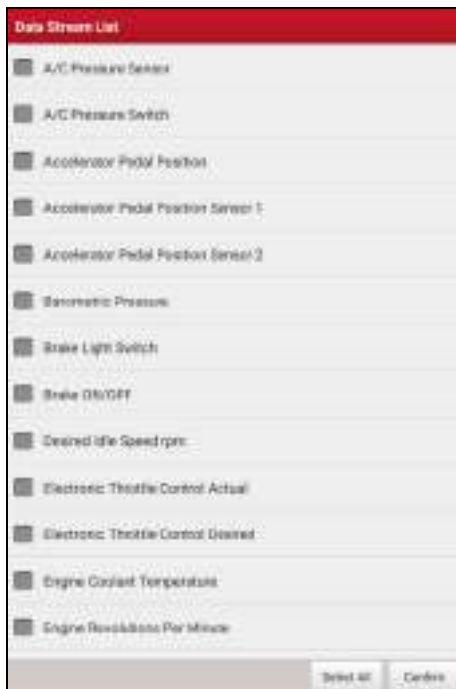 Data Stream List
A/C Pressure Sensor
A/C Pressure Switch
Accelerator Pedal Position
Accelerator Pedal Position Sensor 1
Accelerator Pedal Position Sensor 2
Barometric Pressure
Brake Light Switch
Brake ON/OFF
Desired Idle Speed rpm
Electronic Throttle Control Actual
Electronic Throttle Control Desired
Engine Coolant Temperature
Engine Revolutions Per Minute
Select All Confirm